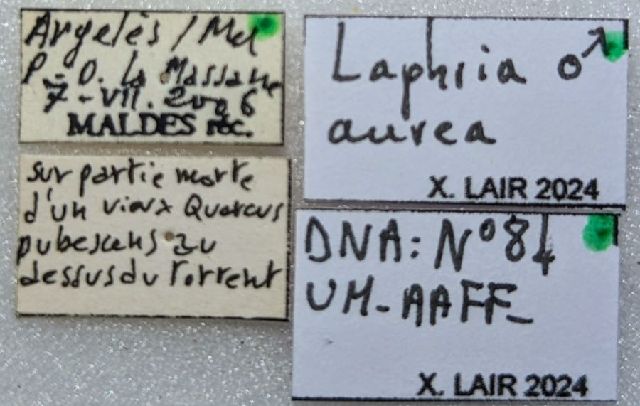 Argelès/Mer
P.-O. La Massane
7-VII. 2006
MALDES rec.
sur partie morte
d'un vieux Quercus
pubescens au
dessus du Torrent
Laphria ♂
aurea
X. LAIR 2024
DNA: N°84
UM-AAFF-
X. LAIR 2024